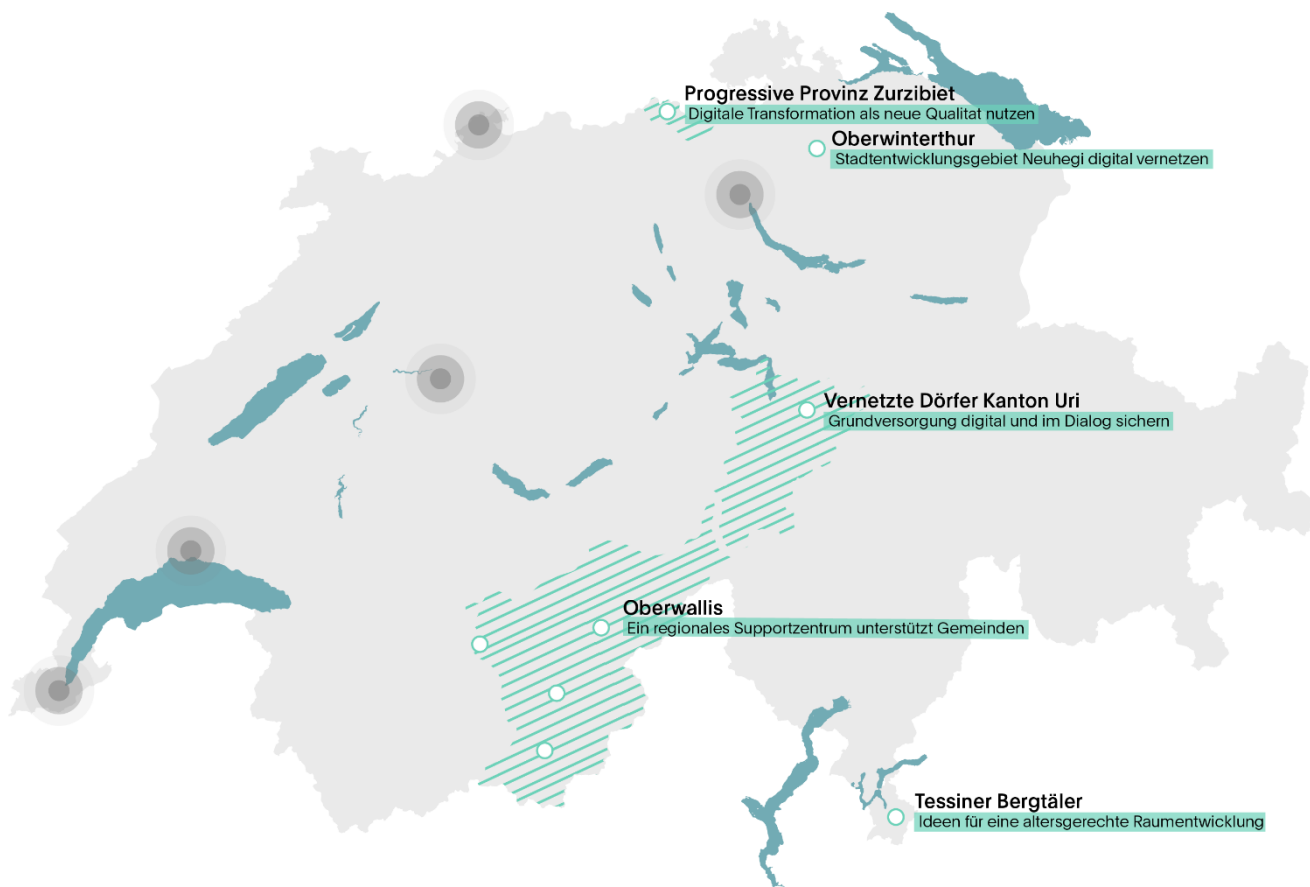 Progressive Provinz Zurzibiet
Digitale Transformation als neue Qualitat nutzen
Oberwinterthur
Stadtentwicklungsgebiet Neuhegi digital vernetzen
Vernetzte Dörfer Kanton Uri
Grundversorgung digital und im Dialog sichern
Oberwallis
Ein regionales Supportzentrum unterstützt Gemeinden
Tessiner Bergtäler
Ideen für eine altersgerechte Raumentwicklung